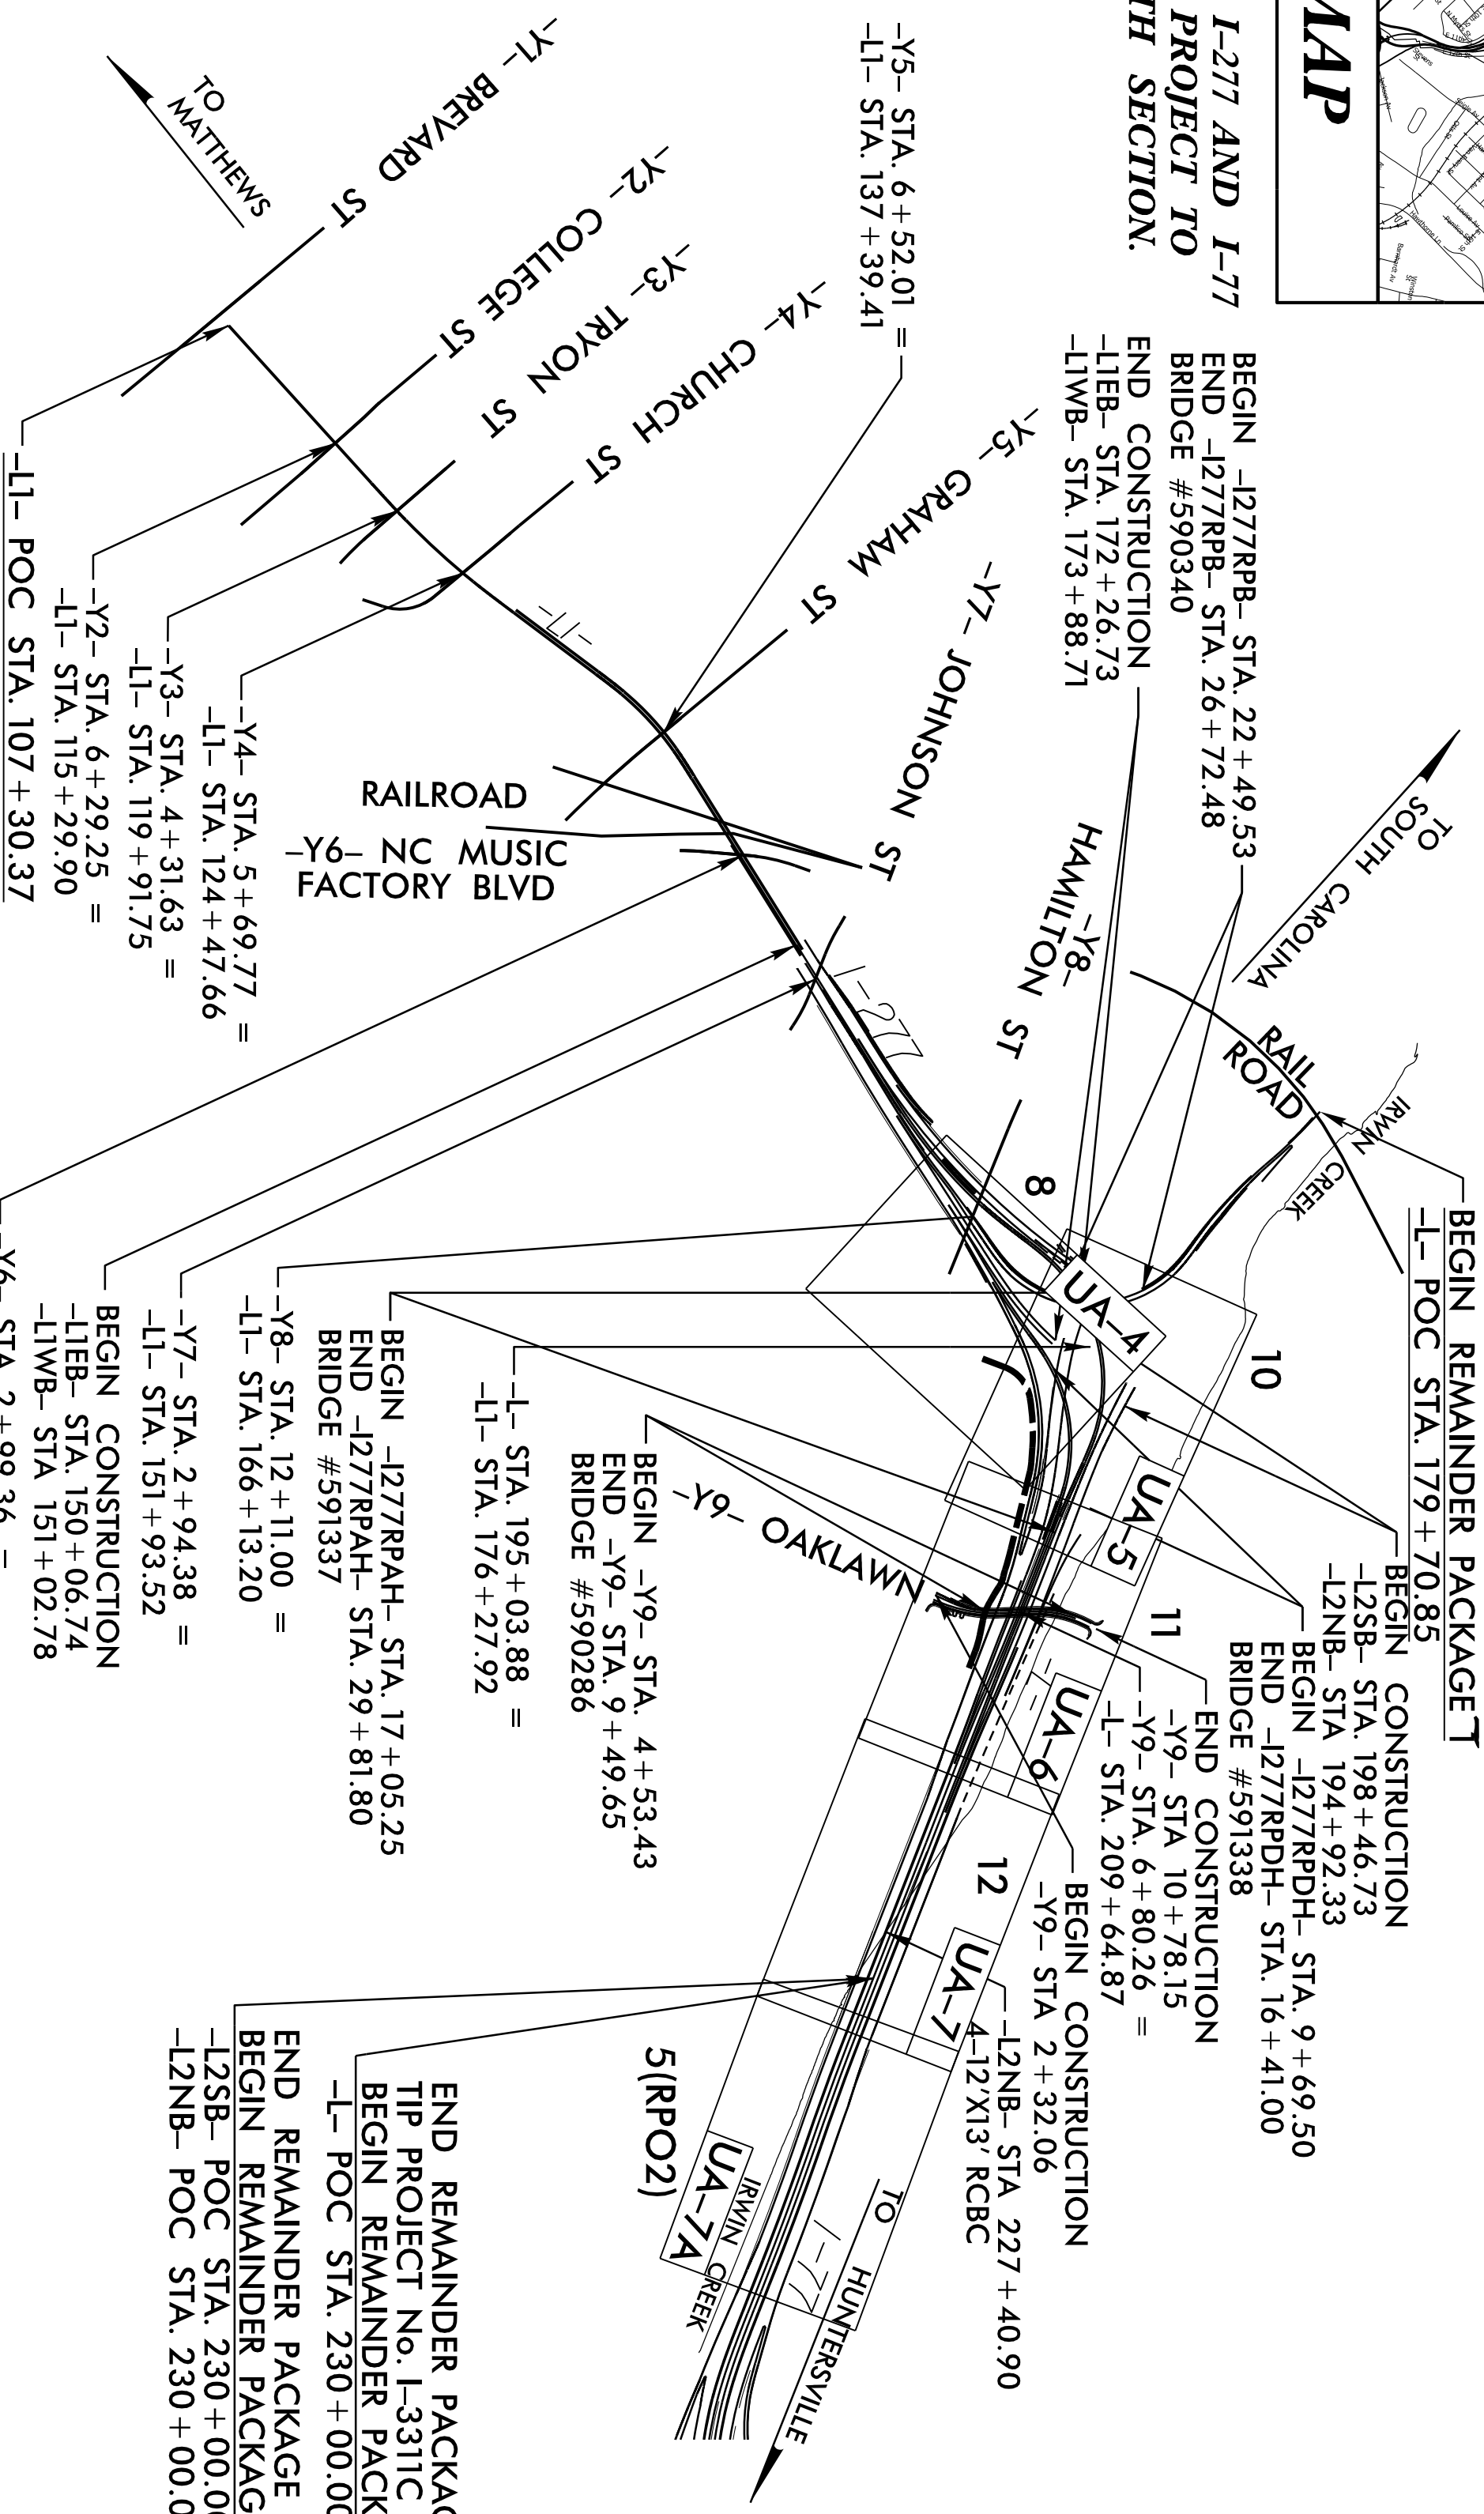 MAP
I-277 AND I-77
PROJECT TO
TH SECTION.
TO
MATTHEWS
-Y1- BREVARD ST
-Y2- COLLEGE ST
-Y3- TRYON ST
-Y4- CHURCH ST
-Y5- GRAHAM ST
-Y7- JOHNSON ST
-Y8-
HAMILTON ST
-Y5- STA. 6+52.01 =
-L1- STA. 137+39.41
BEGIN -I277RPB- STA. 22+49.53
END -I277RPB- STA. 26+72.48
BRIDGE #590340
END CONSTRUCTION
-L1EB- STA. 172+26.73
-L1WB- STA. 173+88.71
TO
SOUTH CAROLINA
RAIL
ROAD
IRWIN CREEK
BEGIN REMAINDER PACKAGE 1
-L- POC STA. 179+70.85
BEGIN CONSTRUCTION
-L2SB- STA. 198+46.73
-L2NB- STA 194+92.33
BEGIN -I277RPDH- STA. 9+69.50
END -I277RPDH- STA. 16+41.00
BRIDGE #591338
END CONSTRUCTION
-Y9- STA 10+78.15
-Y9- STA. 6+80.26 =
-L- STA. 209+64.87
BEGIN CONSTRUCTION
-Y9- STA 2+32.06
-L2NB- STA 227+40.90
4-12'X13' RCBC
-L1-
I-277
RAILROAD
-Y6- NC MUSIC
FACTORY BLVD
8
UA-4
10
UA-5
11
UA-6
12
UA-7
I-77
5(RPO2)
UA-7A
IRWIN CREEK
TO HUNTERSVILLE
I-77
-Y9- OAKLAWN
BEGIN -Y9- STA. 4+53.43
END -Y9- STA. 9+49.65
BRIDGE #590286
-L- STA. 195+03.88 =
-L1- STA. 176+27.92
BEGIN -I277RPAH- STA. 17+05.25
END -I277RPAH- STA. 29+81.80
BRIDGE #591337
-Y8- STA. 12+11.00 =
-L1- STA. 166+13.20
-Y7- STA. 2+94.38 =
-L1- STA. 151+93.52
BEGIN CONSTRUCTION
-L1EB- STA. 150+06.74
-L1WB- STA 151+02.78
-Y6- STA 2+99.36 =
-Y4- STA. 5+69.77 =
-L1- STA. 124+47.66
-Y3- STA. 4+31.63 =
-L1- STA. 119+91.75
-Y2- STA. 6+29.25 =
-L1- STA. 115+29.90
-L1- POC STA. 107+30.37
END REMAINDER PACKAG
TIP PROJECT No. I-3311C
BEGIN REMAINDER PACK
-L- POC STA. 230+00.00
END REMAINDER PACKAGE
BEGIN REMAINDER PACKAG
-L2SB- POC STA. 230+00.00
-L2NB- POC STA. 230+00.0